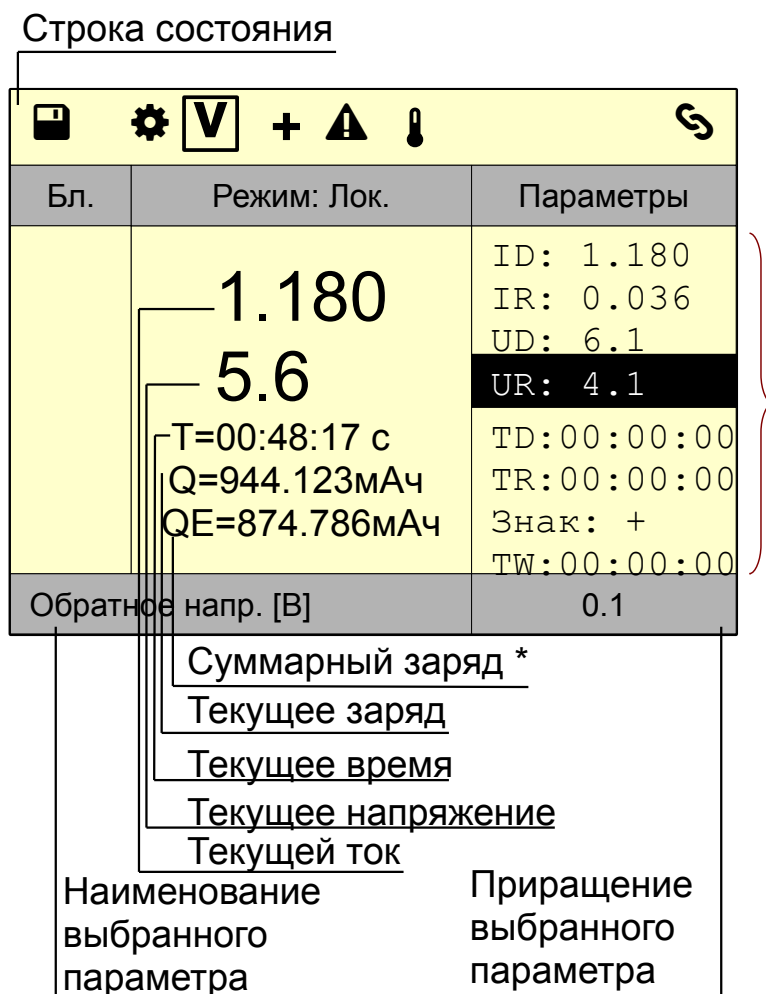 Строка состояния
V +
Бл. Режим: Лок. Параметры
1.180
5.6
T=00:48:17 с
Q=944.123мАч
QE=874.786мАч
ID: 1.180
IR: 0.036
UD: 6.1
UR: 4.1
TD:00:00:00
TR:00:00:00
Знак: +
TW:00:00:00
Обратное напр. [В] 0.1
Суммарный заряд *
Текущее заряд
Текущее время
Текущее напряжение
Текущей ток
Наименование
выбранного
параметра
Приращение
выбранного
параметра